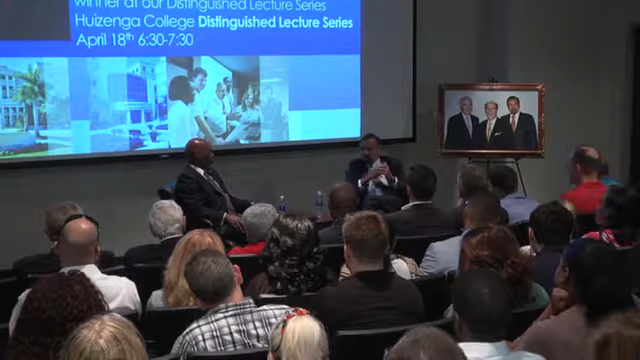 winner at our Distinguished Lecture Series
Huizenga College Distinguished Lecture Series
April 18th 6:30-7:30